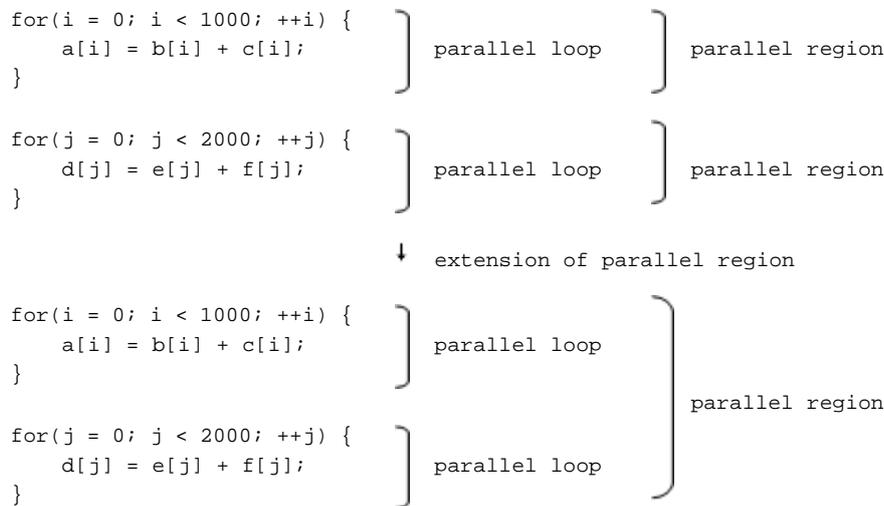 for(i = 0; i < 1000; ++i) {
    a[i] = b[i] + c[i];    parallel loop    parallel region
}
for(j = 0; j < 2000; ++j) {
    d[j] = e[j] + f[j];    parallel loop    parallel region
}
↓ extension of parallel region
for(i = 0; i < 1000; ++i) {
    a[i] = b[i] + c[i];    parallel loop
}
parallel region
for(j = 0; j < 2000; ++j) {
    d[j] = e[j] + f[j];    parallel loop
}